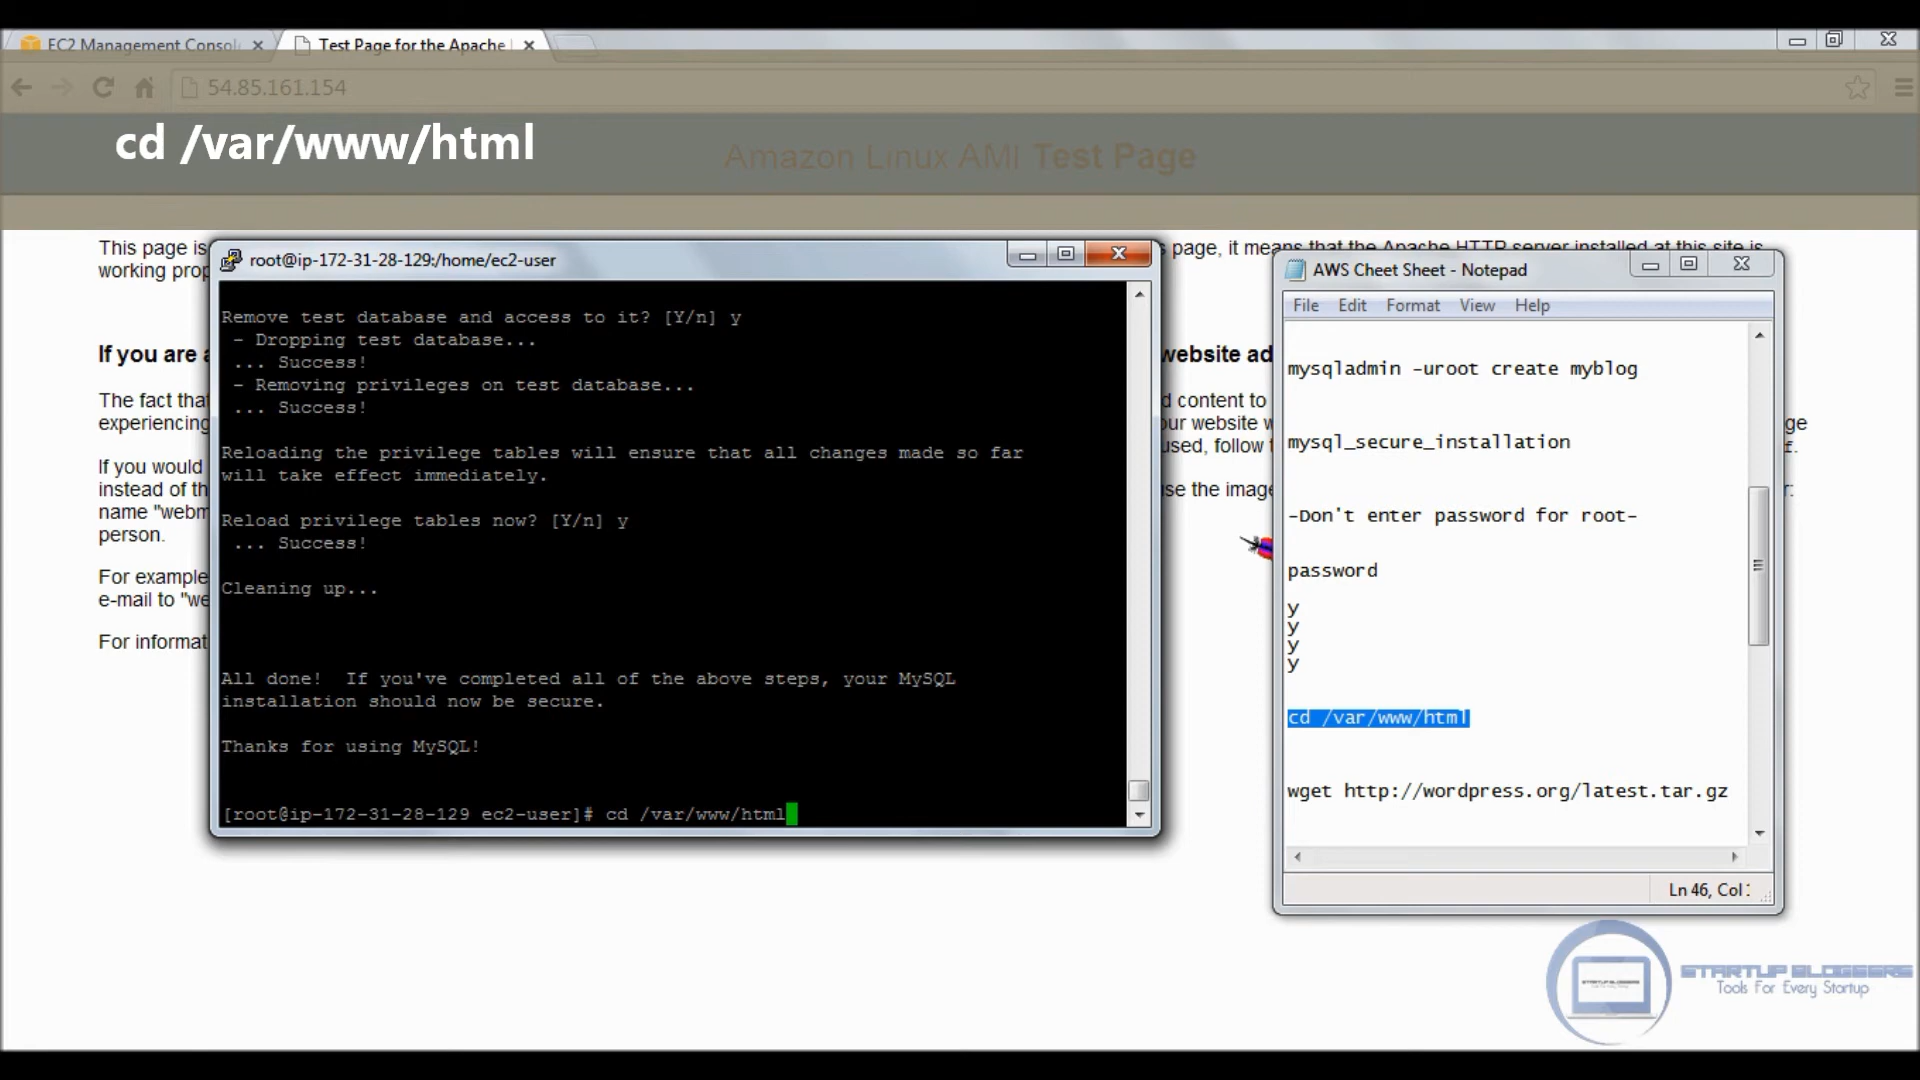 EC2 Management Consol
Test Page for the Apache
54.85.161.154
cd /var/www/html
Amazon Linux AMI Test Page
This page is
page, it means that the Apache HTTP server installed at this site is
working prop
If you are a
website ad
The fact that
d content to
experiencing
our website w
ge
used, follow
f.
If you would
instead of th
use the image
r:
name "webm
person.
For example
e-mail to "we
For informat
root@ip-172-31-28-129:/home/ec2-user
Remove test database and access to it? [Y/n] y
- Dropping test database...
... Success!
- Removing privileges on test database...
... Success!
Reloading the privilege tables will ensure that all changes made so far
will take effect immediately.
Reload privilege tables now? [Y/n] y
... Success!
Cleaning up...
All done!  If you've completed all of the above steps, your MySQL
installation should now be secure.
Thanks for using MySQL!
[root@ip-172-31-28-129 ec2-user]# cd /var/www/html
AWS Cheet Sheet - Notepad
File Edit Format View Help
mysqladmin -uroot create myblog
mysql_secure_installation
-Don't enter password for root-
password
y
y
y
y
cd /var/www/html
wget http://wordpress.org/latest.tar.gz
Ln 46, Col
STARTUP BLOGGERS
Tools For Every Startup